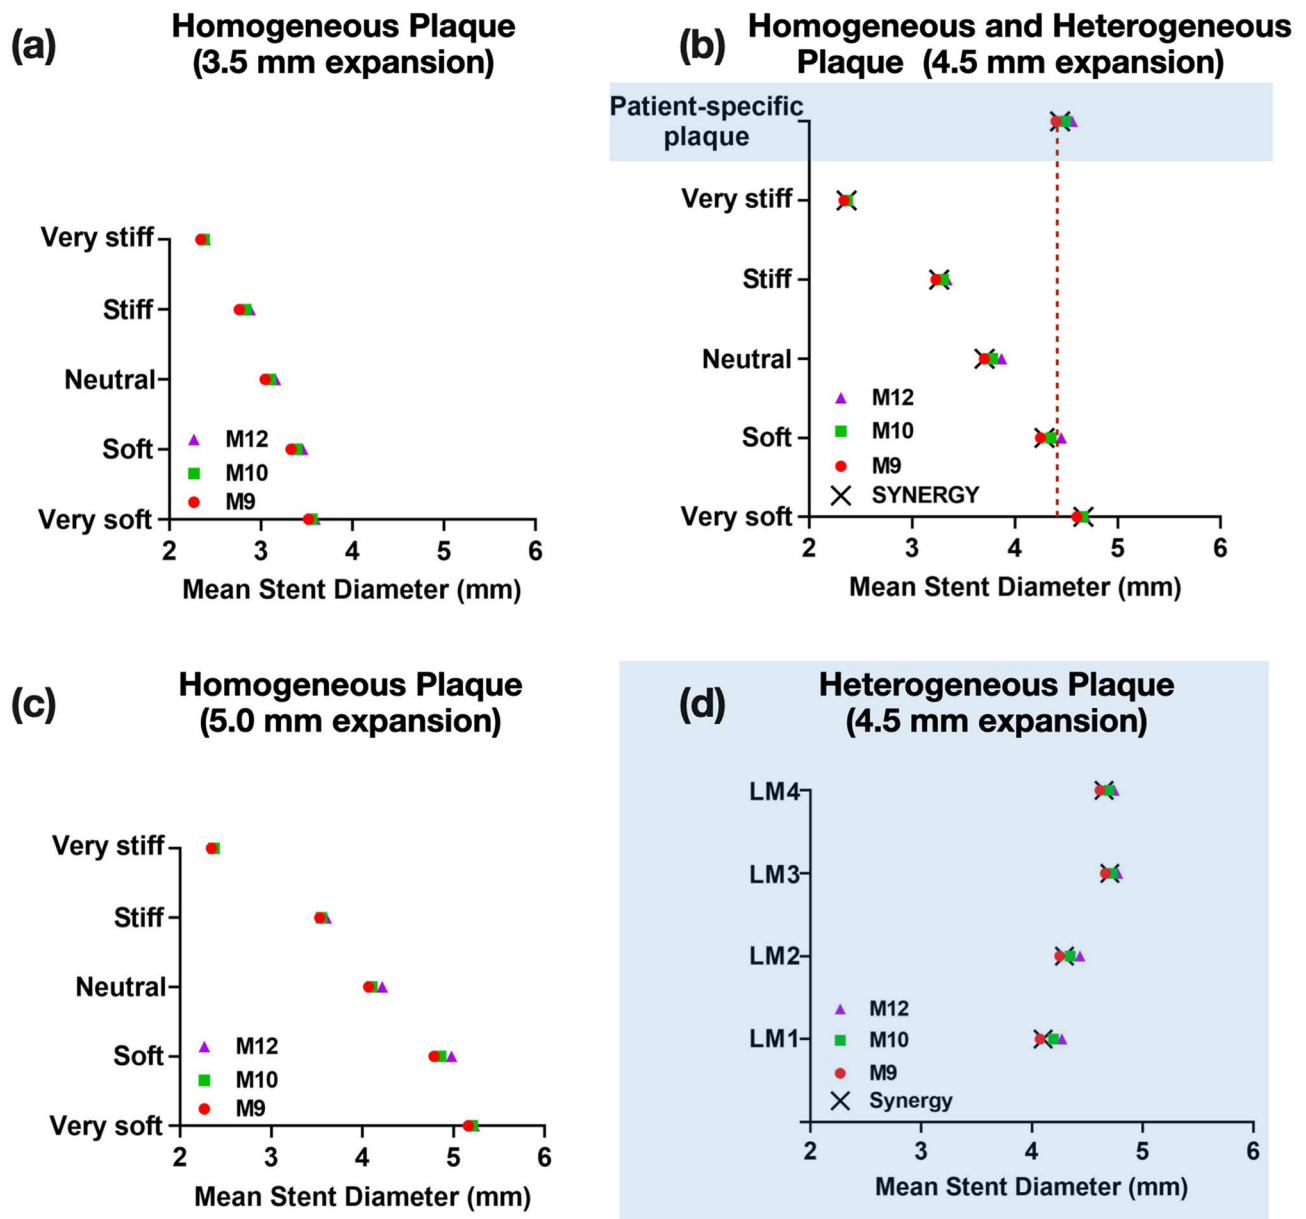 (a)
Homogeneous Plaque
(3.5 mm expansion)
Very stiff
Stiff
Neutral
Soft
Very soft
M12
M10
M9
2 3 4 5 6
Mean Stent Diameter (mm)
(b)
Homogeneous and Heterogeneous
Plaque (4.5 mm expansion)
Patient-specific
plaque
Very stiff
Stiff
Neutral
Soft
Very soft
M12
M10
M9
SYNERGY
2 3 4 5 6
Mean Stent Diameter (mm)
(c)
Homogeneous Plaque
(5.0 mm expansion)
Very stiff
Stiff
Neutral
Soft
Very soft
M12
M10
M9
2 3 4 5 6
Mean Stent Diameter (mm)
(d)
Heterogeneous Plaque
(4.5 mm expansion)
LM4
LM3
LM2
LM1
M12
M10
M9
Synergy
2 3 4 5 6
Mean Stent Diameter (mm)